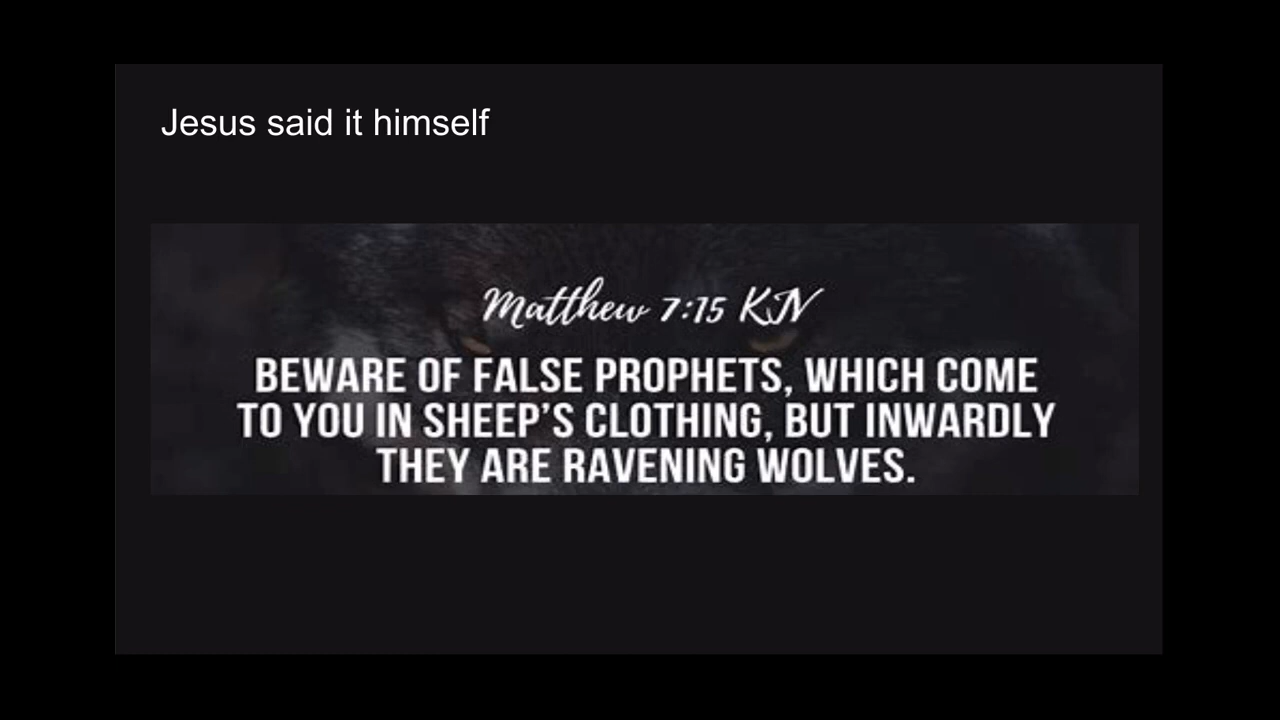 Jesus said it himself
Matthew 7:15 KJV
BEWARE OF FALSE PROPHETS, WHICH COME
TO YOU IN SHEEP'S CLOTHING, BUT INWARDLY
THEY ARE RAVENING WOLVES.